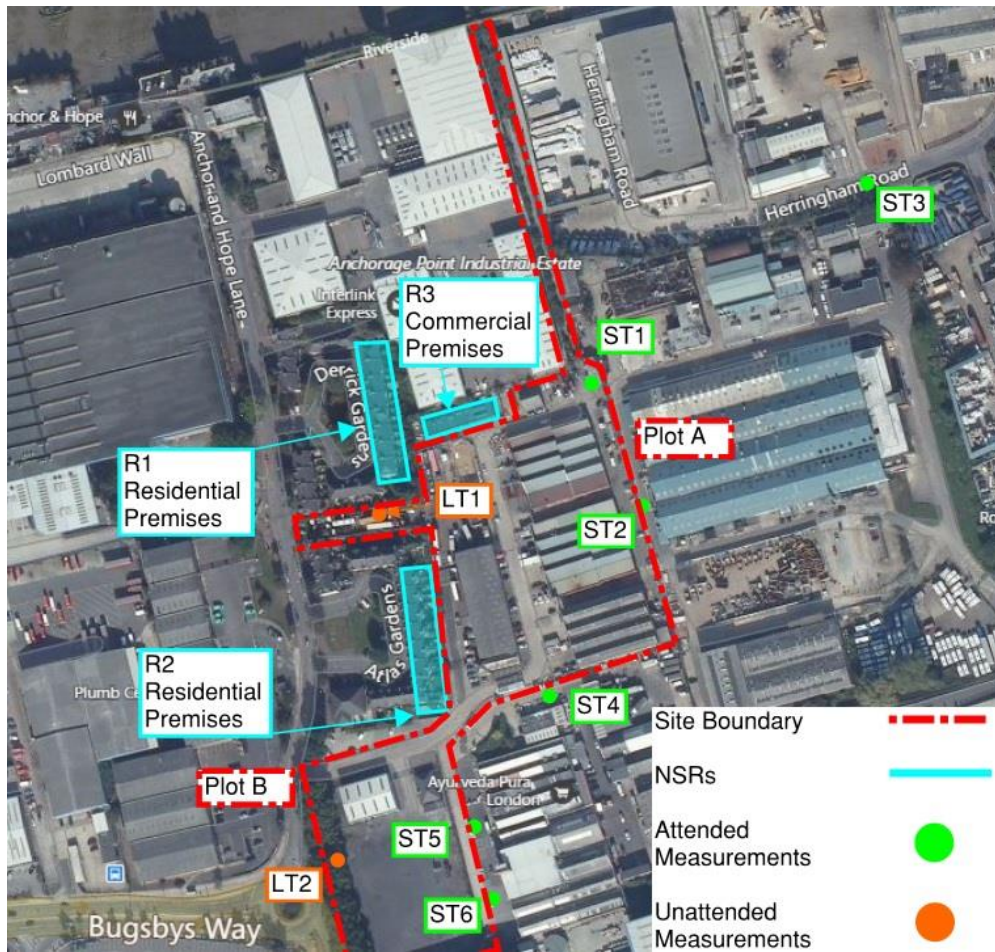 Riverside
nchor & Hope
Lombard Wall
Anchor and Hope Lane
Herringham Road
Herringham Road
ST3
Anchorage Point Industrial Estate
Interlink
Express
R3
Commercial
Premises
ST1
Derrick Gardens
Plot A
R1
Residential
Premises
LT1
ST2
Ro
Atlas Gardens
R2
Residential
Premises
Plumb Ce
ST4
Site Boundary
Plot B
Ayurveda Pura
London
NSRs
ST5
Attended
Measurements
LT2
ST6
Unattended
Measurements
Bugsbys Way